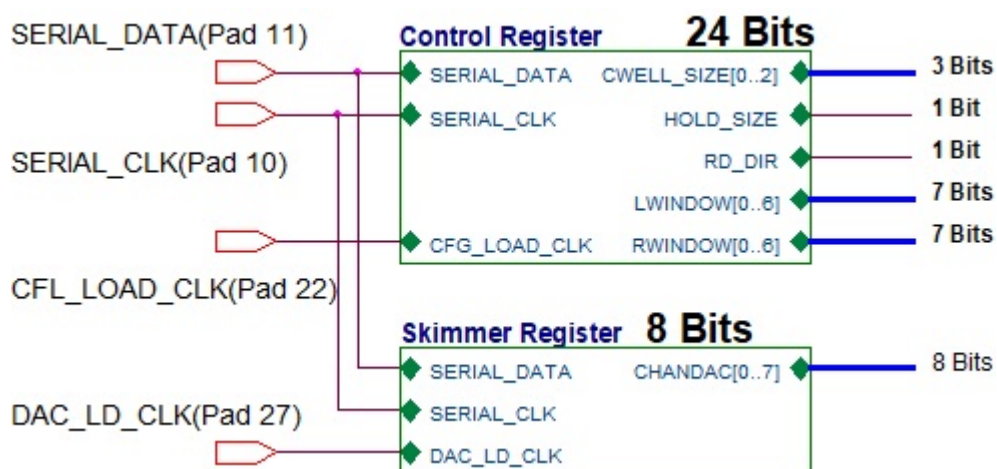 SERIAL_DATA(Pad 11)
Control Register 24 Bits
SERIAL_DATA CWELL_SIZE[0..2] 3 Bits
SERIAL_CLK HOLD_SIZE 1 Bit
SERIAL_CLK(Pad 10) RD_DIR 1 Bit
LWINDOW[0..6] 7 Bits
CFG_LOAD_CLK RWINDOW[0..6] 7 Bits
CFL_LOAD_CLK(Pad 22)
Skimmer Register 8 Bits
SERIAL_DATA CHANDAC[0..7] 8 Bits
SERIAL_CLK
DAC_LD_CLK(Pad 27)
DAC_LD_CLK